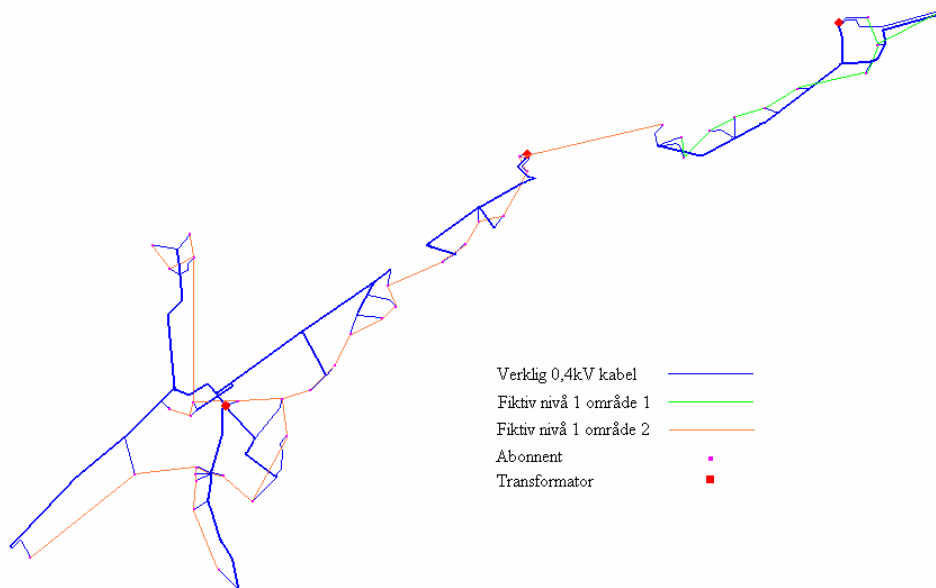 Verklig 0,4kV kabel
Fiktiv nivå 1 område 1
Fiktiv nivå 1 område 2
Abonnent
Transformator